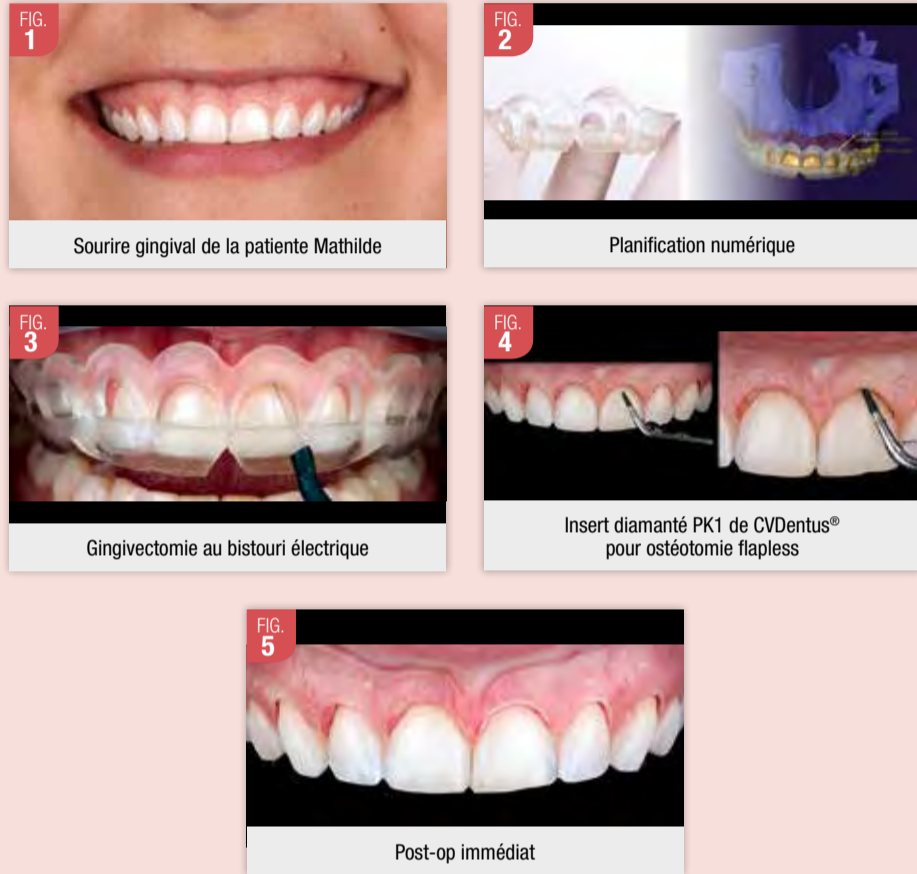 FIG.
1
Sourire gingival de la patiente Mathilde
FIG.
2
Planification numérique
FIG.
3
Gingivectomie au bistouri électrique
FIG.
4
Insert diamanté PK1 de CVDentus®
pour ostéotomie flapless
FIG.
5
Post-op immédiat